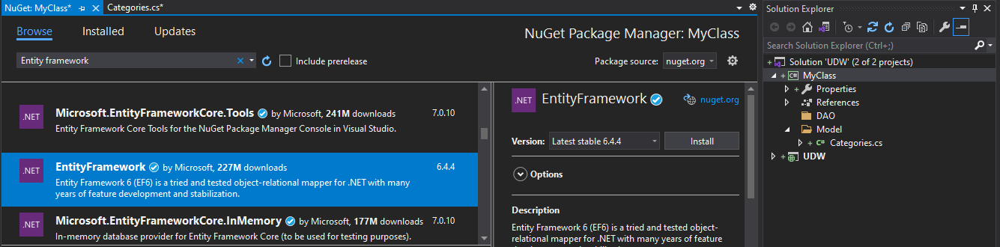 NuGet: MyClass*
Categories.cs*
Browse
Installed
Updates
NuGet Package Manager: MyClass
Entity framework
Include prerelease
Package source: nuget.org
.NET
Microsoft.EntityFrameworkCore.Tools by Microsoft, 241M downloads
7.0.10
Entity Framework Core Tools for the NuGet Package Manager Console in Visual Studio.
.NET
EntityFramework by Microsoft, 227M downloads
6.4.4
Entity Framework 6 (EF6) is a tried and tested object-relational mapper for .NET with many
years of feature development and stabilization.
.NET
Microsoft.EntityFrameworkCore.InMemory by Microsoft, 177M downloads
7.0.10
In-memory database provider for Entity Framework Core (to be used for testing purposes).
.NET
EntityFramework
nuget.org
Version: Latest stable 6.4.4
Install
Options
Description
Entity Framework 6 (EF6) is a tried and tested object-
relational mapper for .NET with many years of feature
Solution Explorer
Search Solution Explorer (Ctrl+;)
Solution 'UDW' (2 of 2 projects)
C# MyClass
Properties
References
DAO
Model
C# Categories.cs
UDW